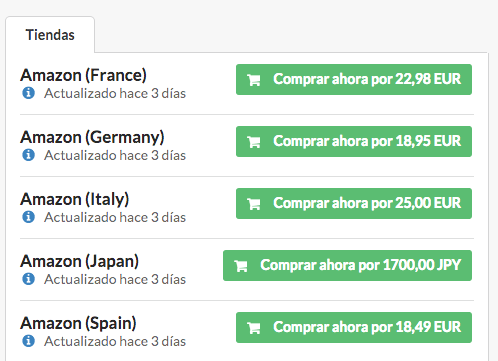 Tiendas
Amazon (France)
Comprar ahora por 22,98 EUR
Actualizado hace 3 días
Amazon (Germany)
Comprar ahora por 18,95 EUR
Actualizado hace 3 días
Amazon (Italy)
Comprar ahora por 25,00 EUR
Actualizado hace 3 días
Amazon (Japan)
Comprar ahora por 1700,00 JPY
Actualizado hace 3 días
Amazon (Spain)
Comprar ahora por 18,49 EUR
Actualizado hace 3 días